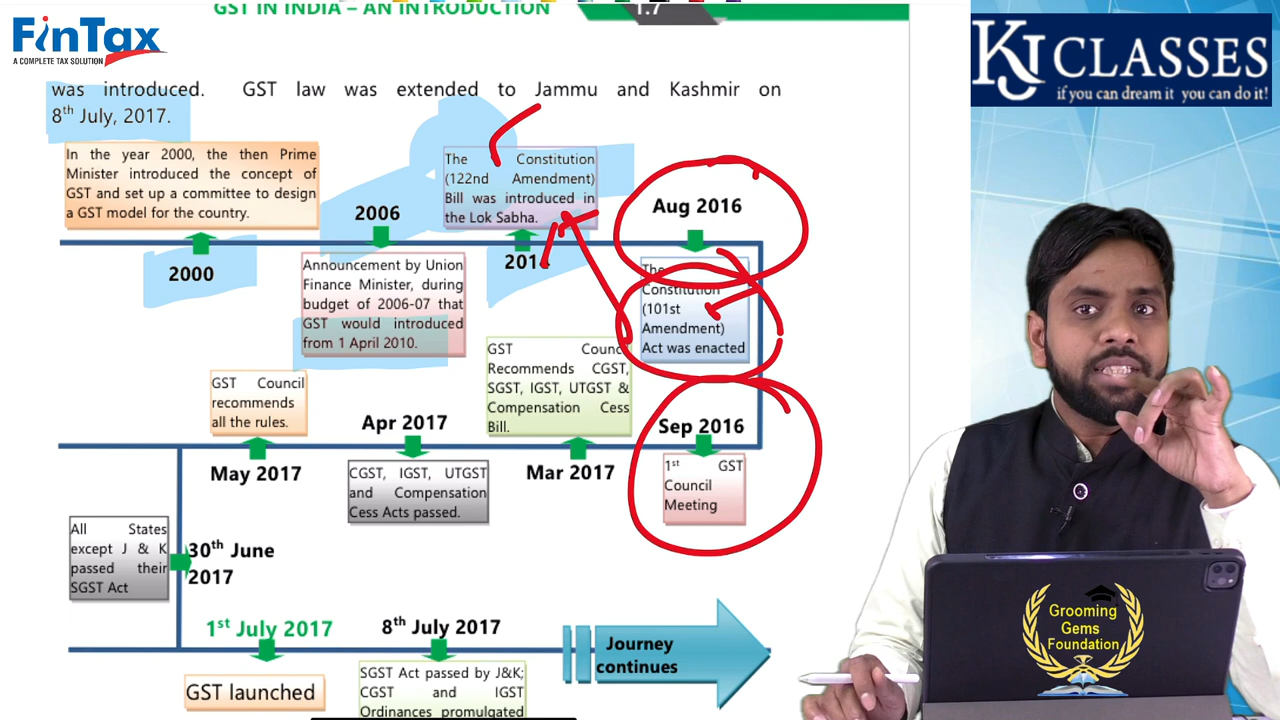 GST IN INDIA – AN INTRODUCTION
1.7
FinTax
A COMPLETE TAX SOLUTION
KJ CLASSES
if you can dream it you can do it!
was introduced. GST law was extended to Jammu and Kashmir on
8th July, 2017.
In the year 2000, the then Prime
Minister introduced the concept of
GST and set up a committee to design
a GST model for the country.
2000
2006
Announcement by Union
Finance Minister, during
budget of 2006-07 that
GST would introduced
from 1 April 2010.
The Constitution
(122nd Amendment)
Bill was introduced in
the Lok Sabha.
Aug 2016
The
Constitution
(101st
Amendment)
Act was enacted
Sep 2016
1st GST
Council
Meeting
GST Council
Recommends CGST,
SGST, IGST, UTGST &
Compensation Cess
Bill.
Mar 2017
Apr 2017
CGST, IGST, UTGST
and Compensation
Cess Acts passed.
GST Council
recommends
all the rules.
May 2017
All States
except J & K
passed their
SGST Act
30th June
2017
1st July 2017
GST launched
8th July 2017
SGST Act passed by J&K;
CGST and IGST
Ordinances promulgated
Journey
continues
Grooming
Gems
Foundation